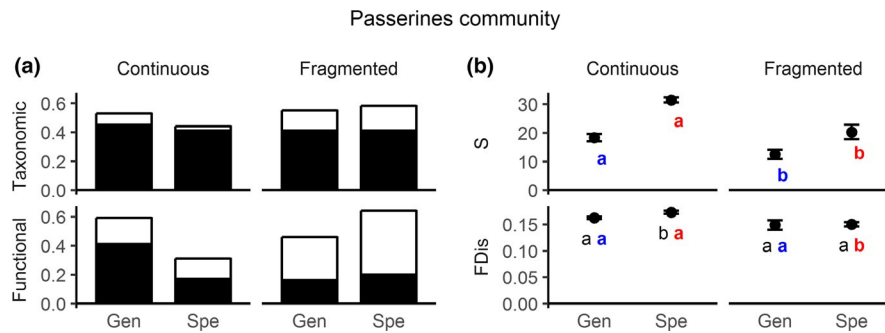 Passerines community
(a)
Continuous Fragmented
Taxonomic
0.6
0.4
0.2
0.0
Functional
0.6
0.4
0.2
0.0
Gen Spe Gen Spe
(b)
Continuous Fragmented
S
30
20
10
0
a a b b
FDis
0.15
0.10
0.05
0.00
a a b a a a a b
Gen Spe Gen Spe